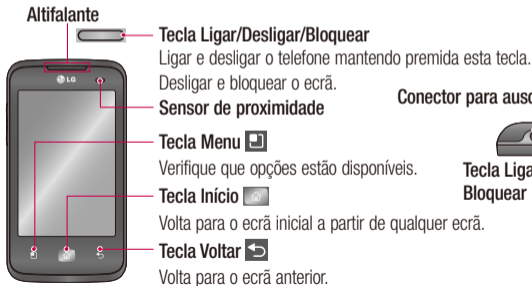 Altifalante
Tecla Ligar/Desligar/Bloquear
Ligar e desligar o telefone mantendo premida esta tecla.
Desligar e bloquear o ecrã.
Sensor de proximidade
Conector para
LG
Tecla Menu
Verifique que opções estão disponíveis.
Tecla
Bloquear
Tecla Início
Volta para o ecrã inicial a partir de qualquer ecrã.
Tecla Voltar
Volta para o ecrã anterior.